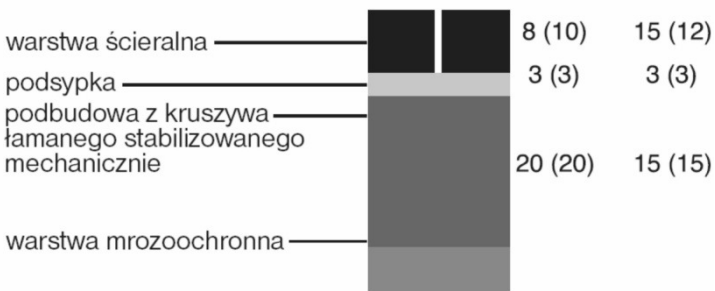 warstwa ścieralna 8 (10) 15 (12)
podsypka 3 (3) 3 (3)
podbudowa z kruszywa
łamanego stabilizowanego
mechanicznie 20 (20) 15 (15)
warstwa mrozoochronna